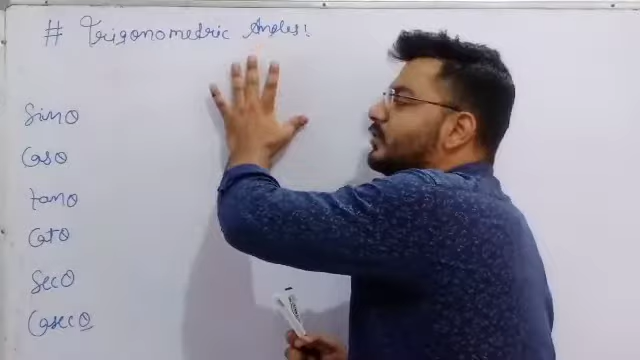 # Trigonometric Angles!
Sinθ
Cosθ
tanθ
Cotθ
Secθ
Cosecθ